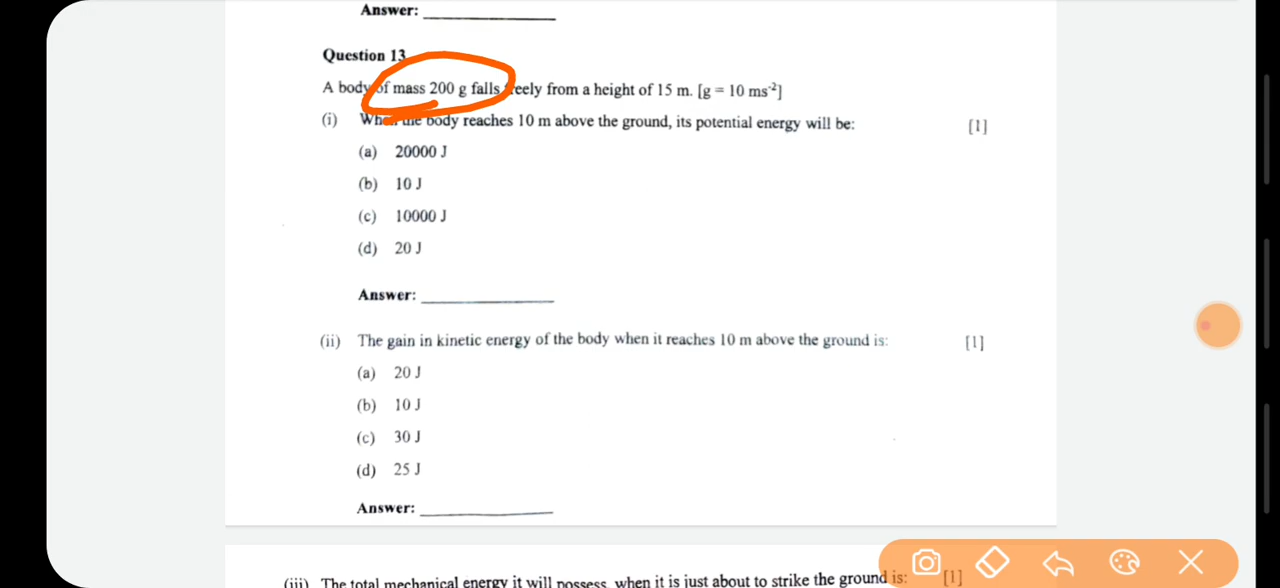 Answer: ____________
Question 13
A body of mass 200 g falls freely from a height of 15 m. [g = 10 ms⁻²]
(i) When the body reaches 10 m above the ground, its potential energy will be: [1]
(a) 20000 J
(b) 10 J
(c) 10000 J
(d) 20 J
Answer: ____________
(ii) The gain in kinetic energy of the body when it reaches 10 m above the ground is: [1]
(a) 20 J
(b) 10 J
(c) 30 J
(d) 25 J
Answer: ____________
(iii) The total mechanical energy it will possess, when it is just about to strike the ground is: [1]